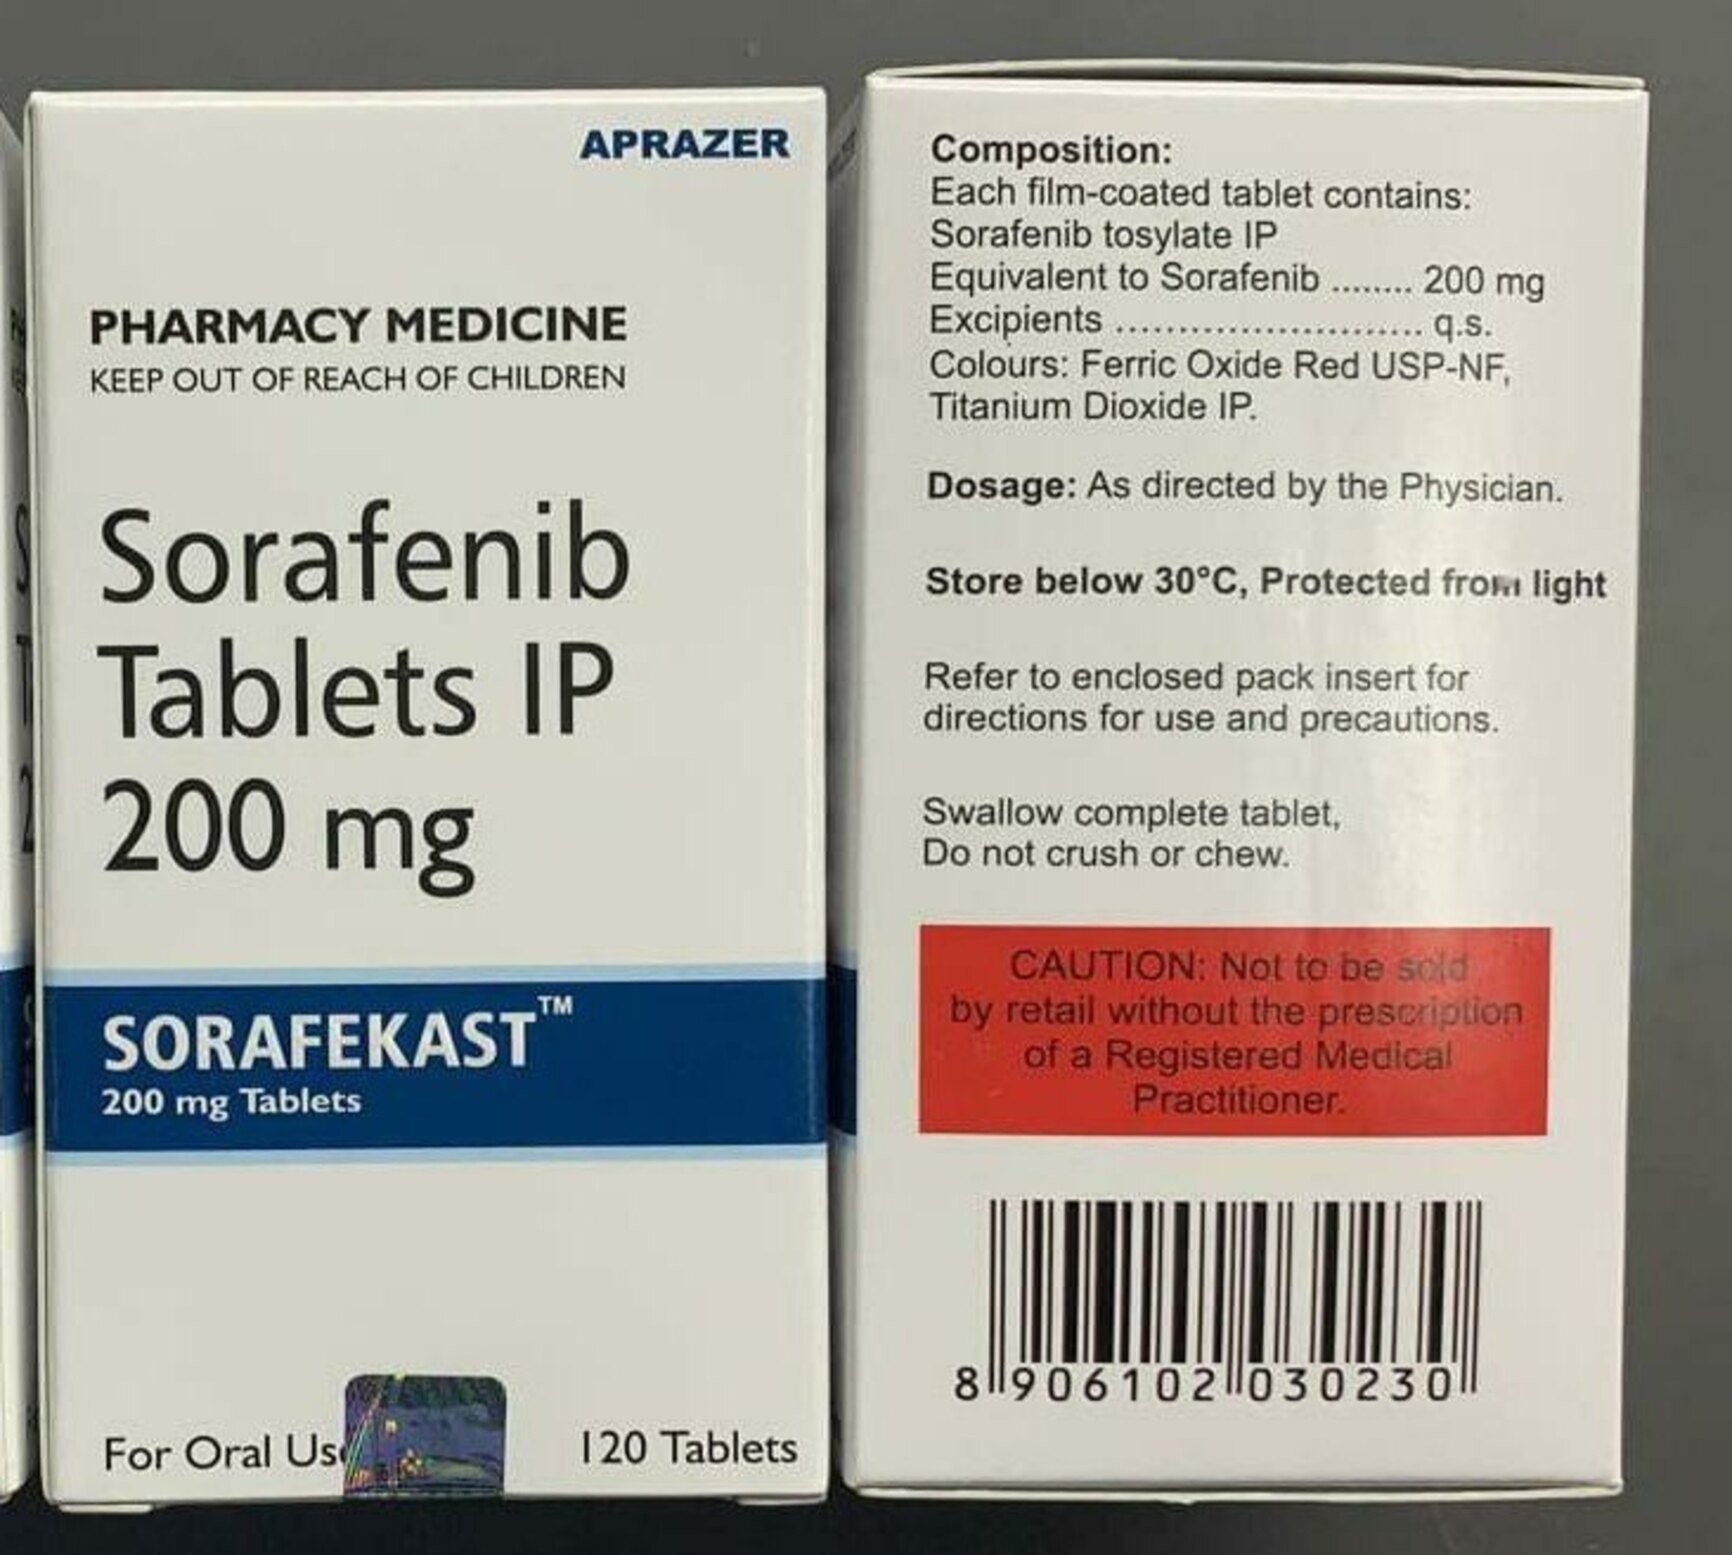 APRAZER
PHARMACY MEDICINE
KEEP OUT OF REACH OF CHILDREN
Sorafenib
Tablets IP
200 mg
SORAFEKAST™
200 mg Tablets
For Oral
120 Tablets
Composition:
Each film-coated tablet contains:
Sorafenib tosylate IP
Equivalent to Sorafenib ........ 200 mg
Excipients ......................... q.s.
Colours: Ferric Oxide Red USP-NF,
Titanium Dioxide IP.
Dosage: As directed by the Physician.
Store below 30°C, Protected from light
Refer to enclosed pack insert for
directions for use and precautions.
Swallow complete tablet,
Do not crush or chew.
CAUTION: Not to be sold
by retail without the prescription
of a Registered Medical
Practitioner.
8 906102 030230